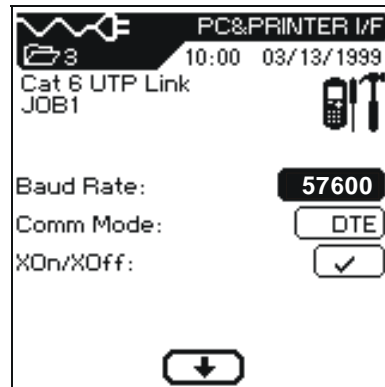 PC&PRINTER I/F
3 10:00 03/13/1999
Cat 6 UTP Link
JOB1
Baud Rate: 57600
Comm Mode: DTE
XOn/XOff: ✓